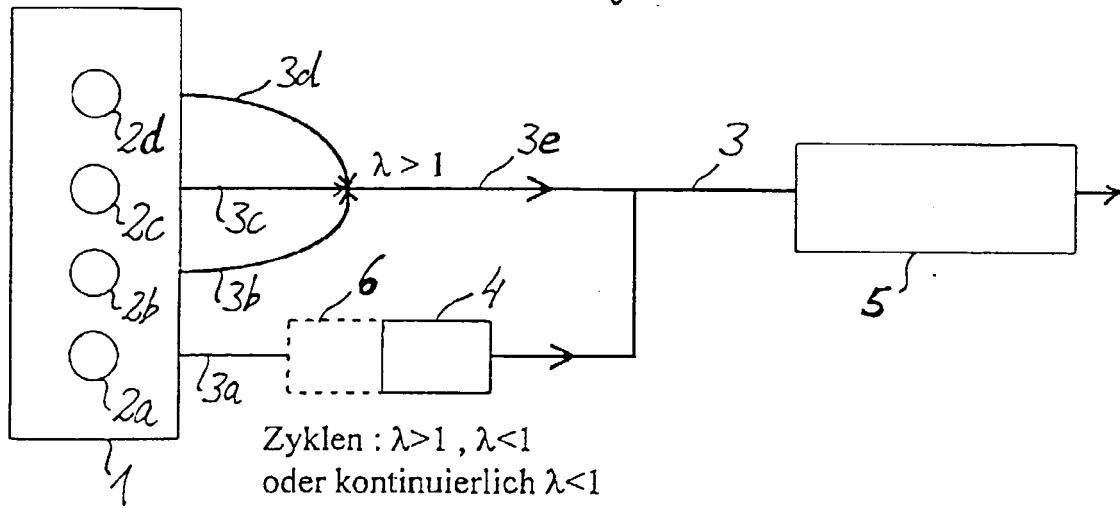 3d
2d
λ > 1
3e
3
2c
3c
2b
3b
6
4
5
2a
3a
1
Zyklen : λ>1 , λ<1
oder kontinuierlich λ<1